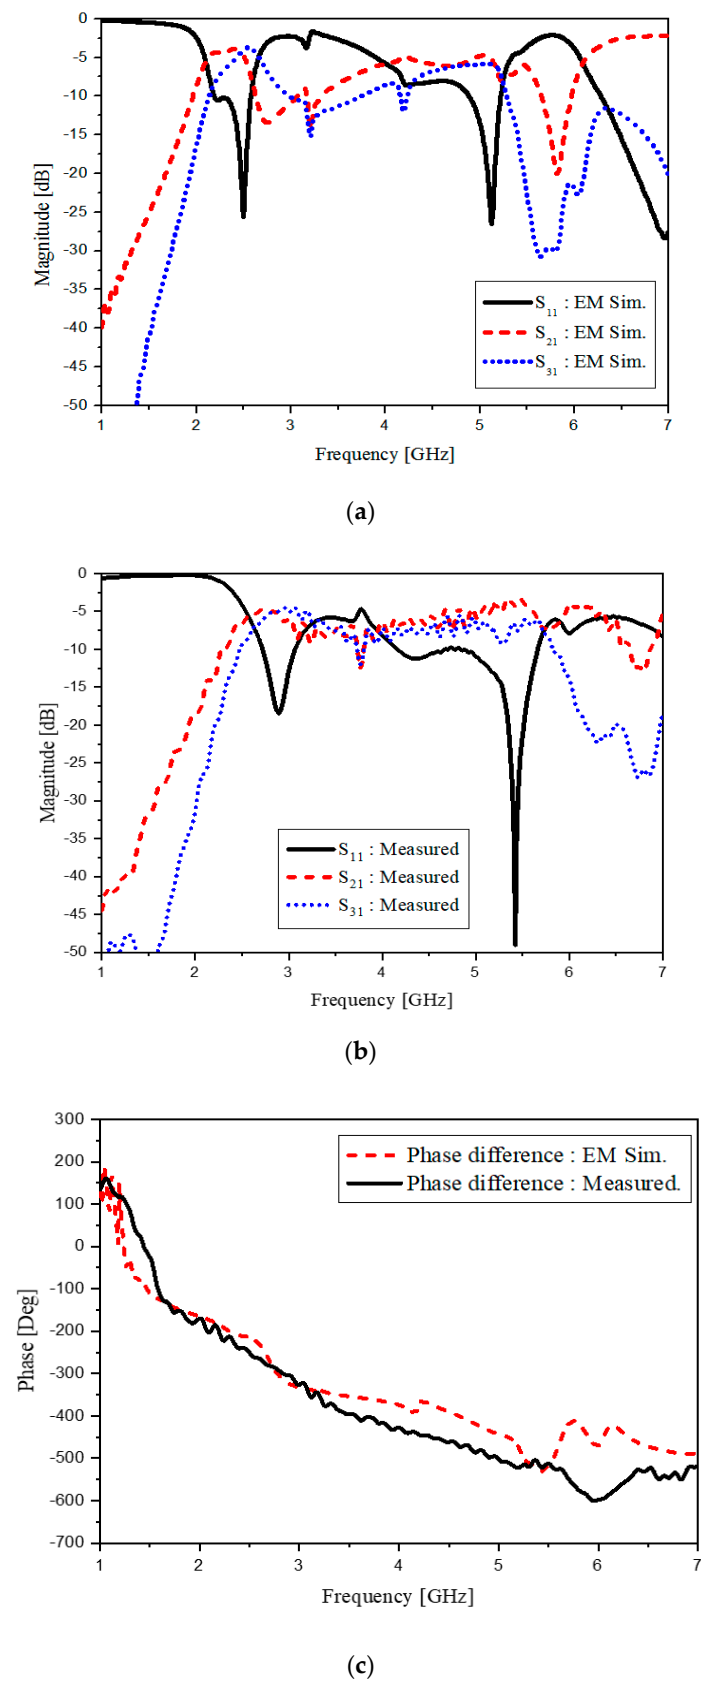 0
-5
-10
-15
-20
-25
-30
-35
-40
-45
-50
Magnitude [dB]
S11 : EM Sim.
S21 : EM Sim.
S31 : EM Sim.
1 2 3 4 5 6 7
Frequency [GHz]
(a)
0
-5
-10
-15
-20
-25
-30
-35
-40
-45
-50
Magnitude [dB]
S11 : Measured
S21 : Measured
S31 : Measured
1 2 3 4 5 6 7
Frequency [GHz]
(b)
300
200
100
0
-100
-200
-300
-400
-500
-600
-700
Phase [Deg]
Phase difference : EM Sim.
Phase difference : Measured.
1 2 3 4 5 6 7
Frequency [GHz]
(c)